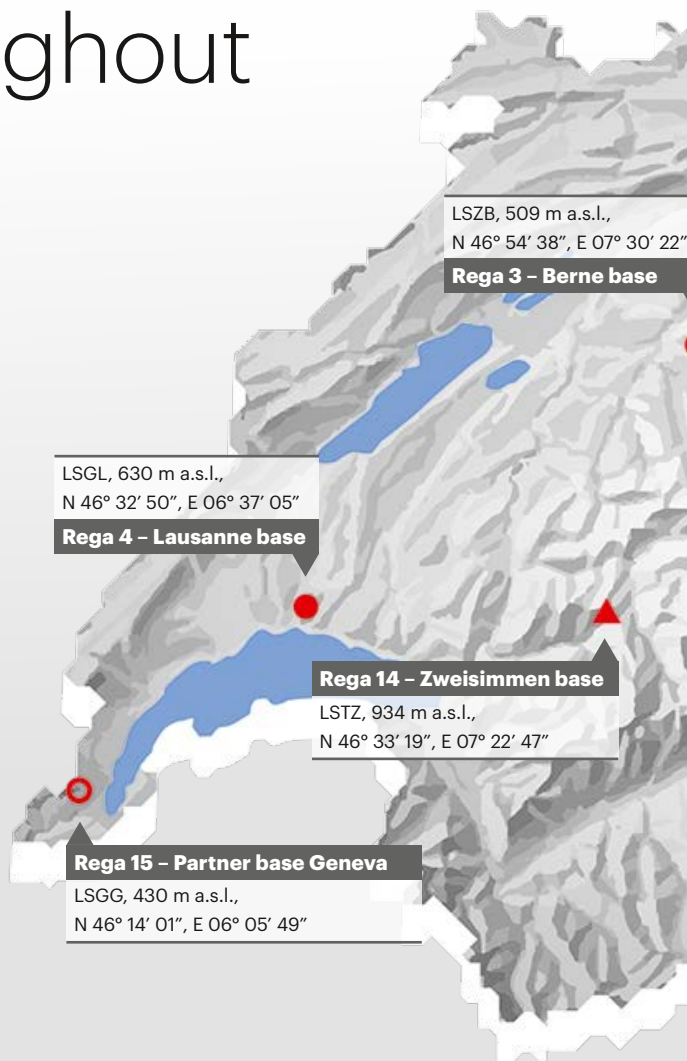 ghout
LSZB, 509 m a.s.l.,
N 46° 54’ 38”, E 07° 30’ 22”
Rega 3 – Berne base
LSGL, 630 m a.s.l.,
N 46° 32’ 50”, E 06° 37’ 05”
Rega 4 – Lausanne base
Rega 14 – Zweisimmen base
LSTZ, 934 m a.s.l.,
N 46° 33’ 19”, E 07° 22’ 47”
Rega 15 – Partner base Geneva
LSGG, 430 m a.s.l.,
N 46° 14’ 01”, E 06° 05’ 49”